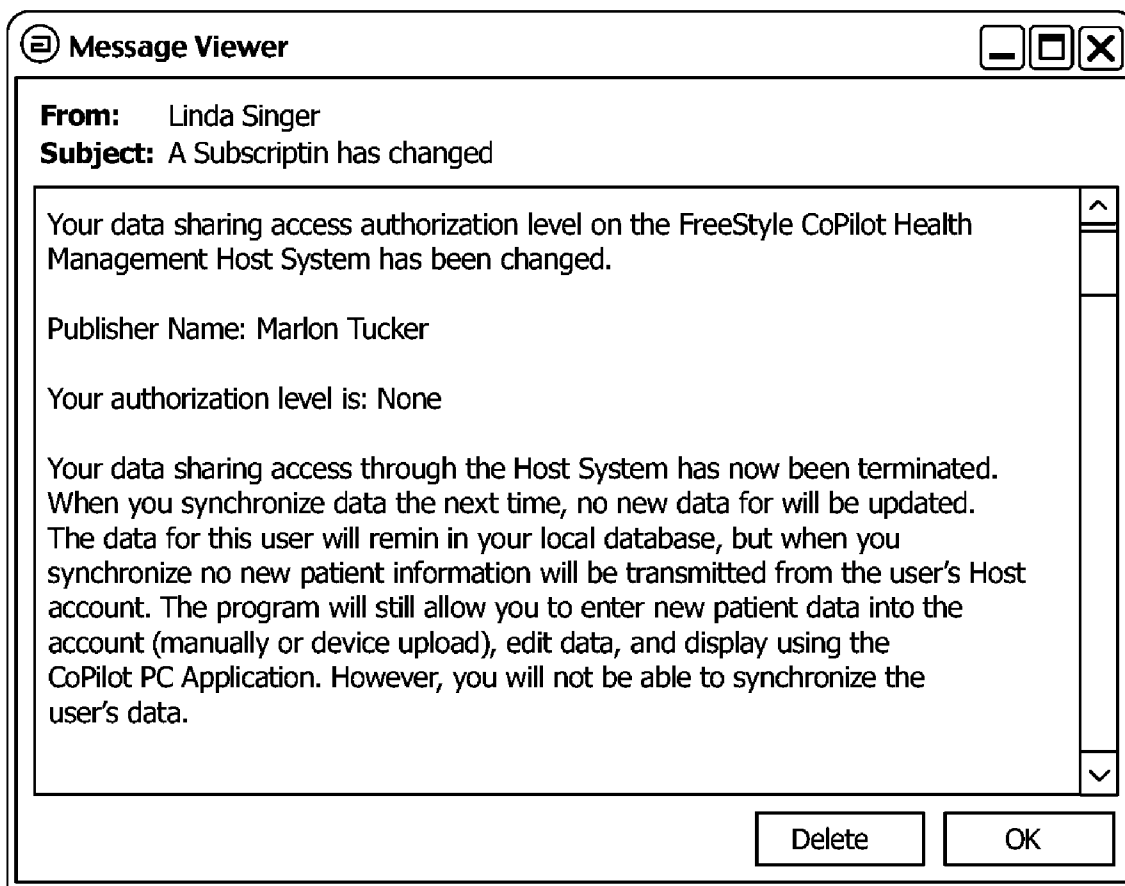 Message Viewer
From: Linda Singer
Subject: A Subscriptin has changed
Your data sharing access authorization level on the FreeStyle CoPilot Health
Management Host System has been changed.
Publisher Name: Marlon Tucker
Your authorization level is: None
Your data sharing access through the Host System has now been terminated.
When you synchronize data the next time, no new data for will be updated.
The data for this user will remin in your local database, but when you
synchronize no new patient information will be transmitted from the user's Host
account. The program will still allow you to enter new patient data into the
account (manually or device upload), edit data, and display using the
CoPilot PC Application. However, you will not be able to synchronize the
user's data.
Delete OK